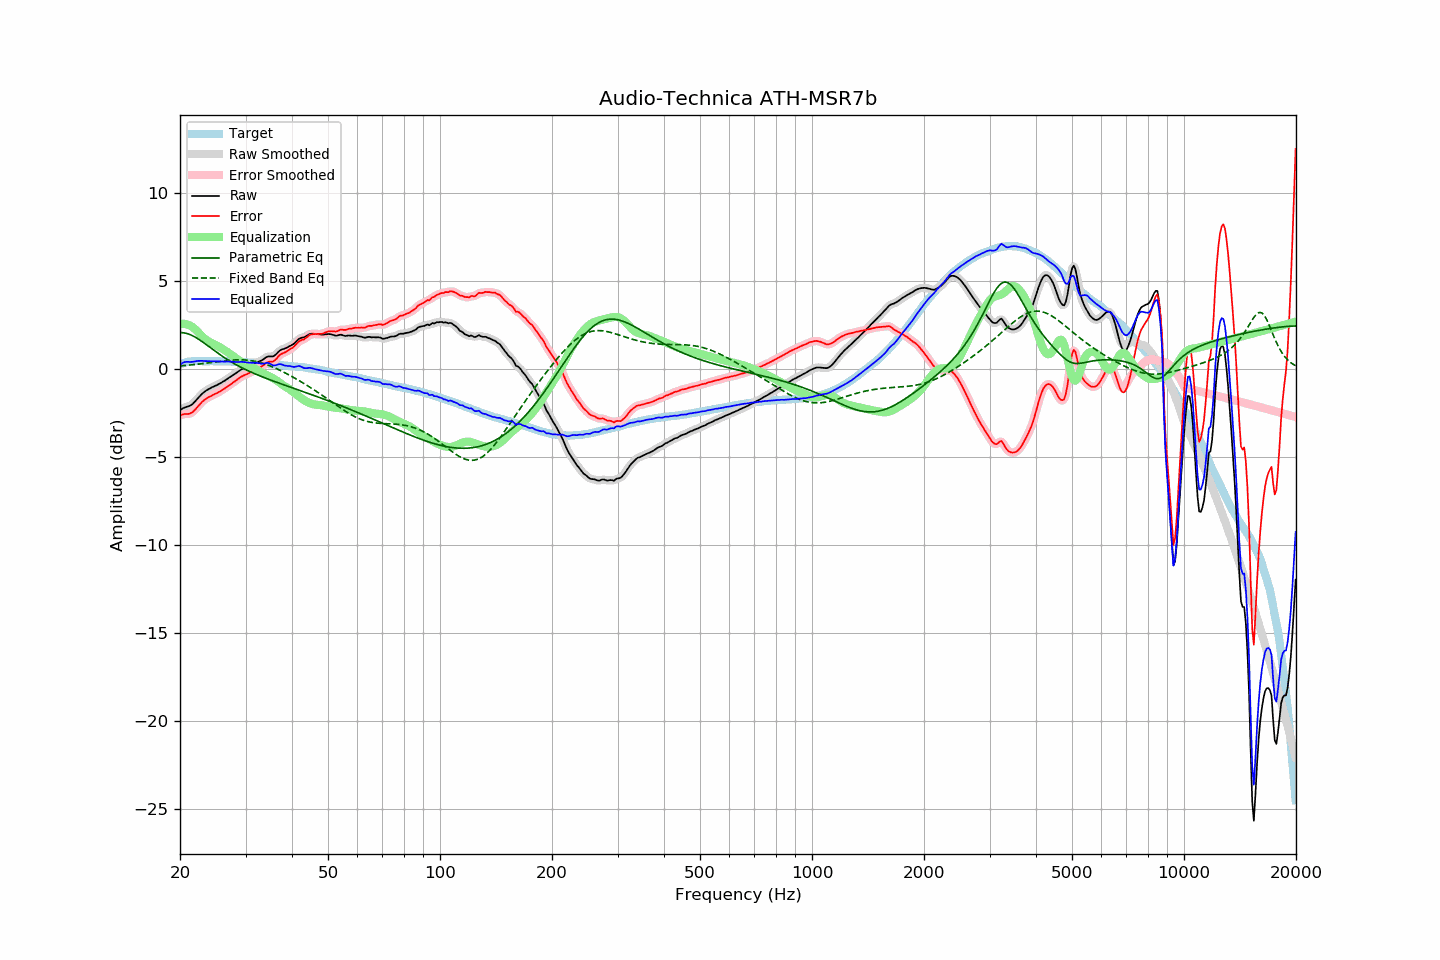 Audio-Technica ATH-MSR7b
Target
Raw Smoothed
Error Smoothed
Raw
Error
Equalization
Parametric Eq
Fixed Band Eq
Equalized
10
5
0
−5
−10
−15
−20
−25
Amplitude (dBr)
20
50
100
200
500
1000
2000
5000
10000
20000
Frequency (Hz)